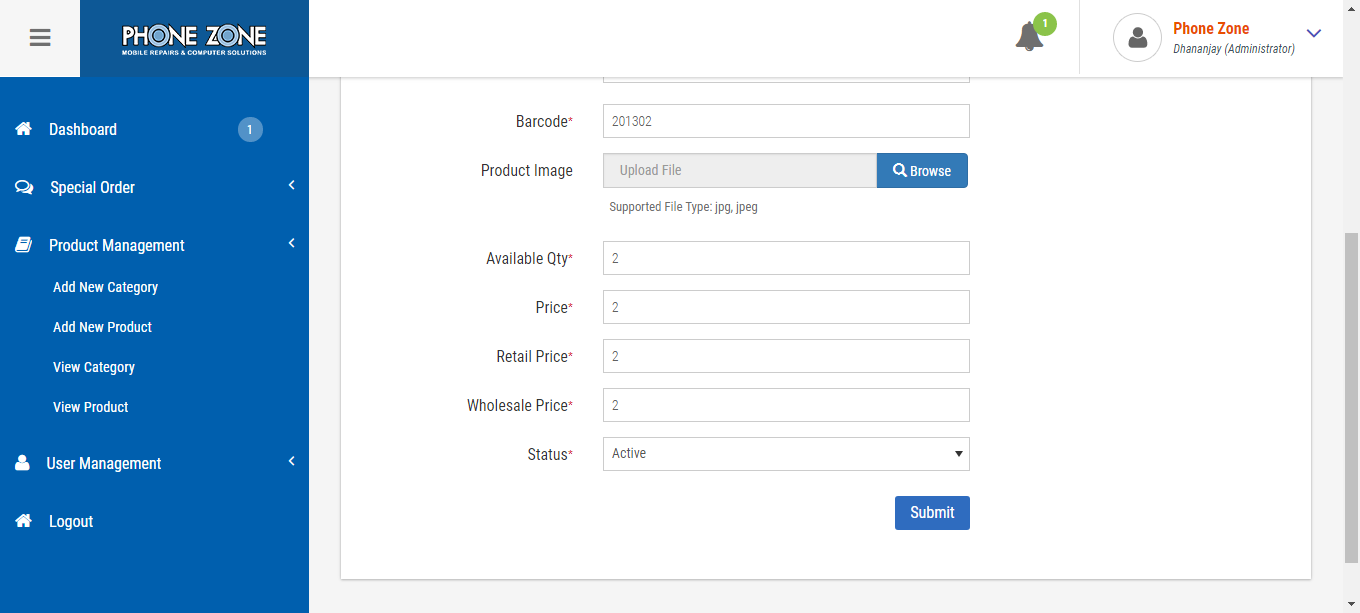 PHONE ZONE
MOBILE REPAIRS & COMPUTER SOLUTIONS
1
Phone Zone
Dhananjay (Administrator)
Dashboard
1
Special Order
Product Management
Add New Category
Add New Product
View Category
View Product
User Management
Logout
Barcode*
201302
Product Image
Upload File
Browse
Supported File Type: jpg, jpeg
Available Qty*
2
Price*
2
Retail Price*
2
Wholesale Price*
2
Status*
Active
Submit